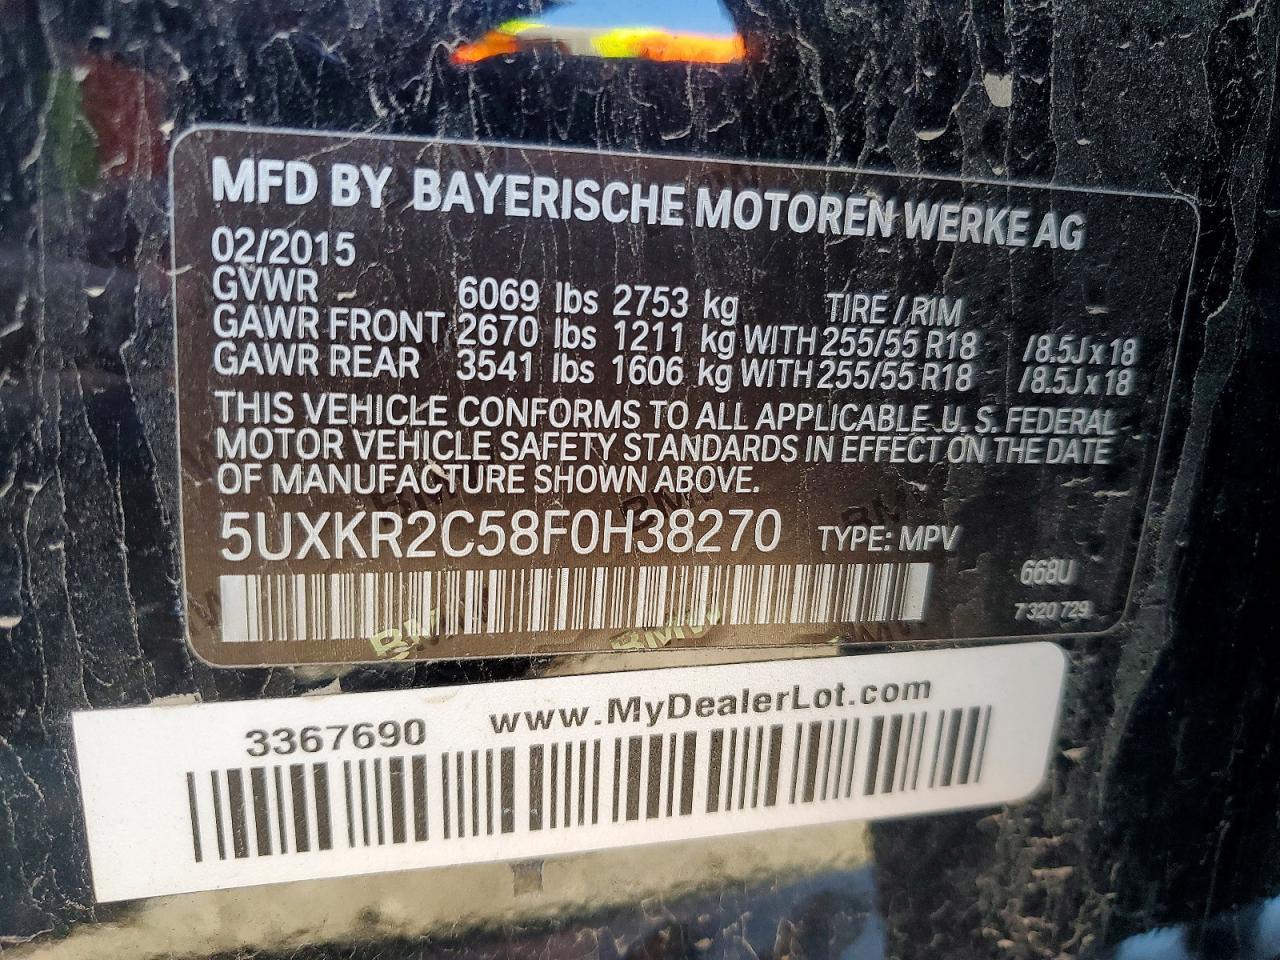 MFD BY BAYERISCHE MOTOREN WERKE AG
02/2015
GVWR 6069 lbs 2753 kg TIRE / RIM
GAWR FRONT 2670 lbs 1211 kg WITH 255/55 R18 /8.5J x 18
GAWR REAR 3541 lbs 1606 kg WITH 255/55 R18 /8.5J x 18
THIS VEHICLE CONFORMS TO ALL APPLICABLE U. S. FEDERAL
MOTOR VEHICLE SAFETY STANDARDS IN EFFECT ON THE DATE
OF MANUFACTURE SHOWN ABOVE.
5UXKR2C58F0H38270 TYPE: MPV
668U
7 320 729
BMW BMW
3367690 www.MyDealerLot.com